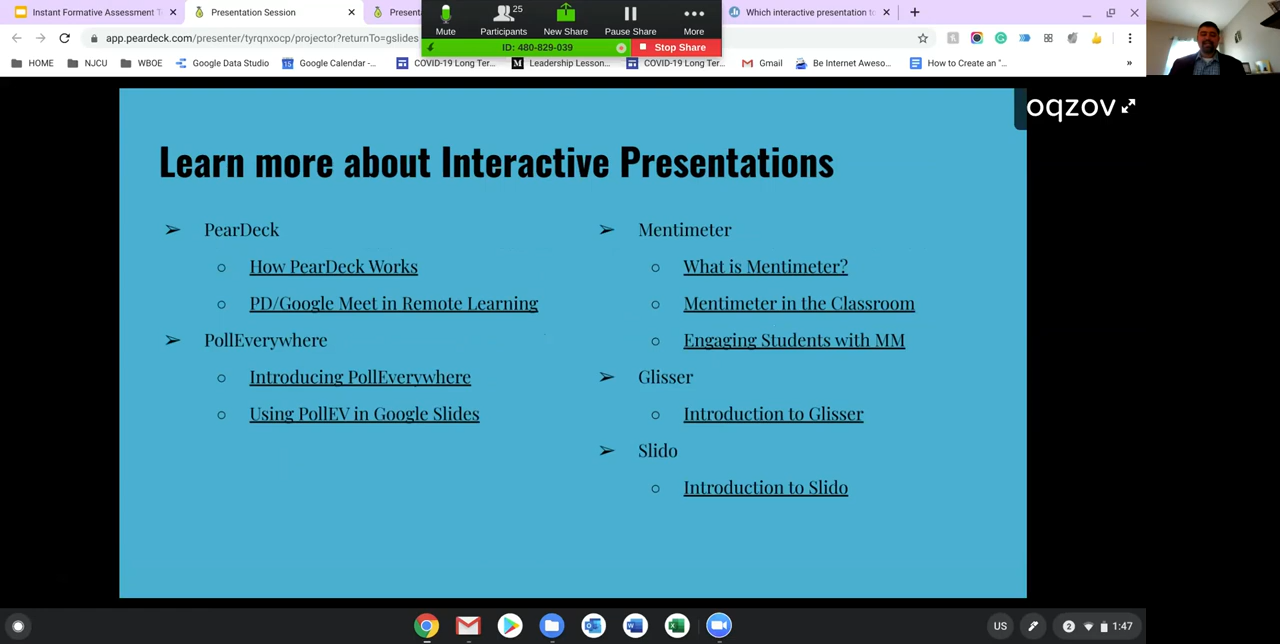 Instant Formative Assessment T
Presentation Session
Present
Which interactive presentation to
Mute
Participants 25
New Share
Pause Share
More
ID: 480-829-039
Stop Share
app.peardeck.com/presenter/tyrqnxocp/projector?returnTo=gslides
HOME
NJCU
WBOE
Google Data Studio
Google Calendar -...
COVID-19 Long Ter...
Leadership Lesson...
COVID-19 Long Ter...
Gmail
Be Internet Aweso...
How to Create an "...
»
oqzov
Learn more about Interactive Presentations
➢ PearDeck
○ How PearDeck Works
○ PD/Google Meet in Remote Learning
➢ PollEverywhere
○ Introducing PollEverywhere
○ Using PollEV in Google Slides
➢ Mentimeter
○ What is Mentimeter?
○ Mentimeter in the Classroom
○ Engaging Students with MM
➢ Glisser
○ Introduction to Glisser
➢ Slido
○ Introduction to Slido
US
2
1:47